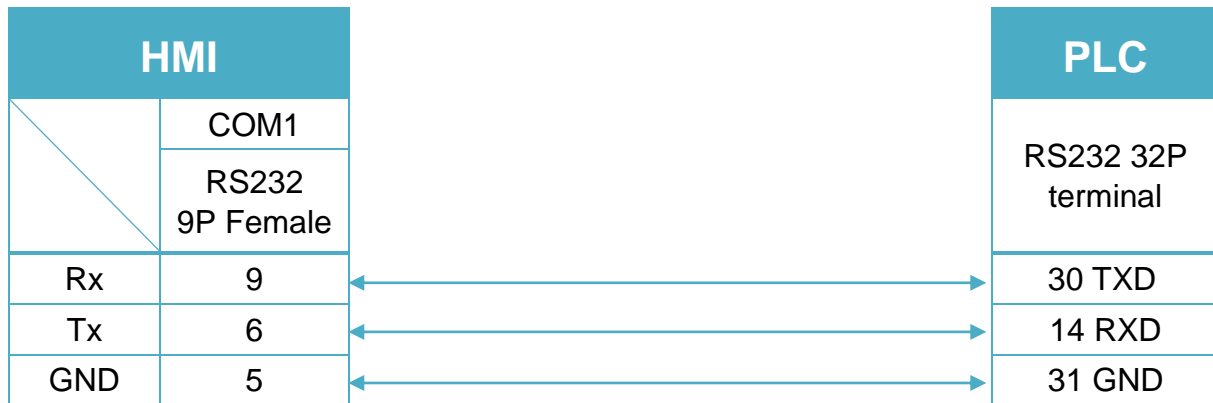 HMI
PLC
COM1
RS232
9P Female
RS232 32P
terminal
Rx 9 30 TXD
Tx 6 14 RXD
GND 5 31 GND